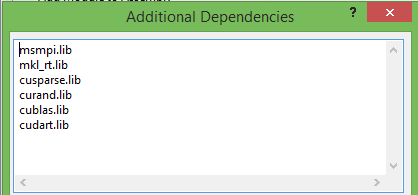 Additional Dependencies
?
msmpi.lib
mkl_rt.lib
cusparse.lib
curand.lib
cublas.lib
cudart.lib